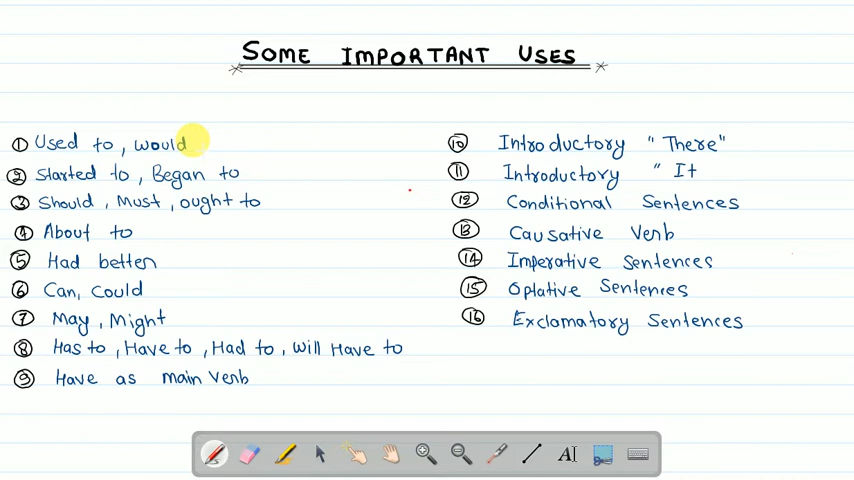 SOME IMPORTANT USES
① Used to, would
② Started to, Began to
③ Should, Must, ought to
④ About to
⑤ Had better
⑥ Can, Could
⑦ May, Might
⑧ Has to, Have to, Had to, Will Have to
⑨ Have as main Verb
⑩ Introductory "There"
⑪ Introductory "It
⑫ Conditional Sentences
⑬ Causative Verb
⑭ Imperative Sentences
⑮ Optative Sentences
⑯ Exclamatory Sentences
AI